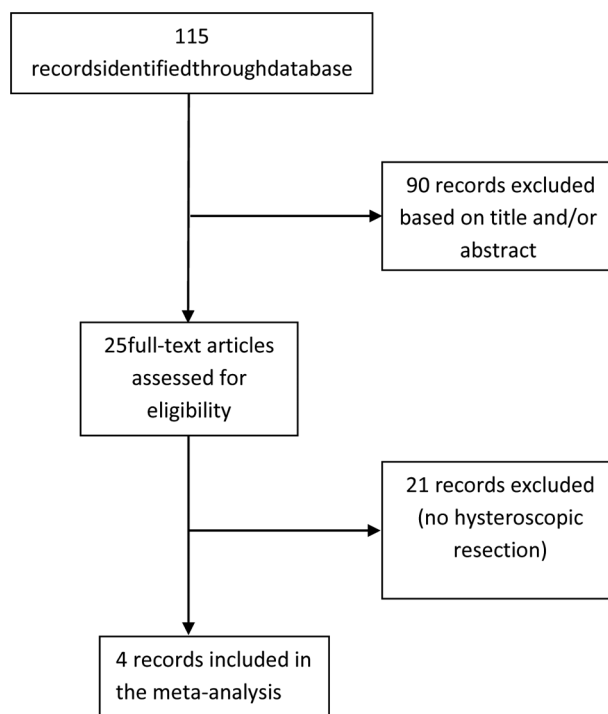 115
recordsidentifiedthroughdatabase
90 records excluded
based on title and/or
abstract
25full-text articles
assessed for
eligibility
21 records excluded
(no hysteroscopic
resection)
4 records included in
the meta-analysis